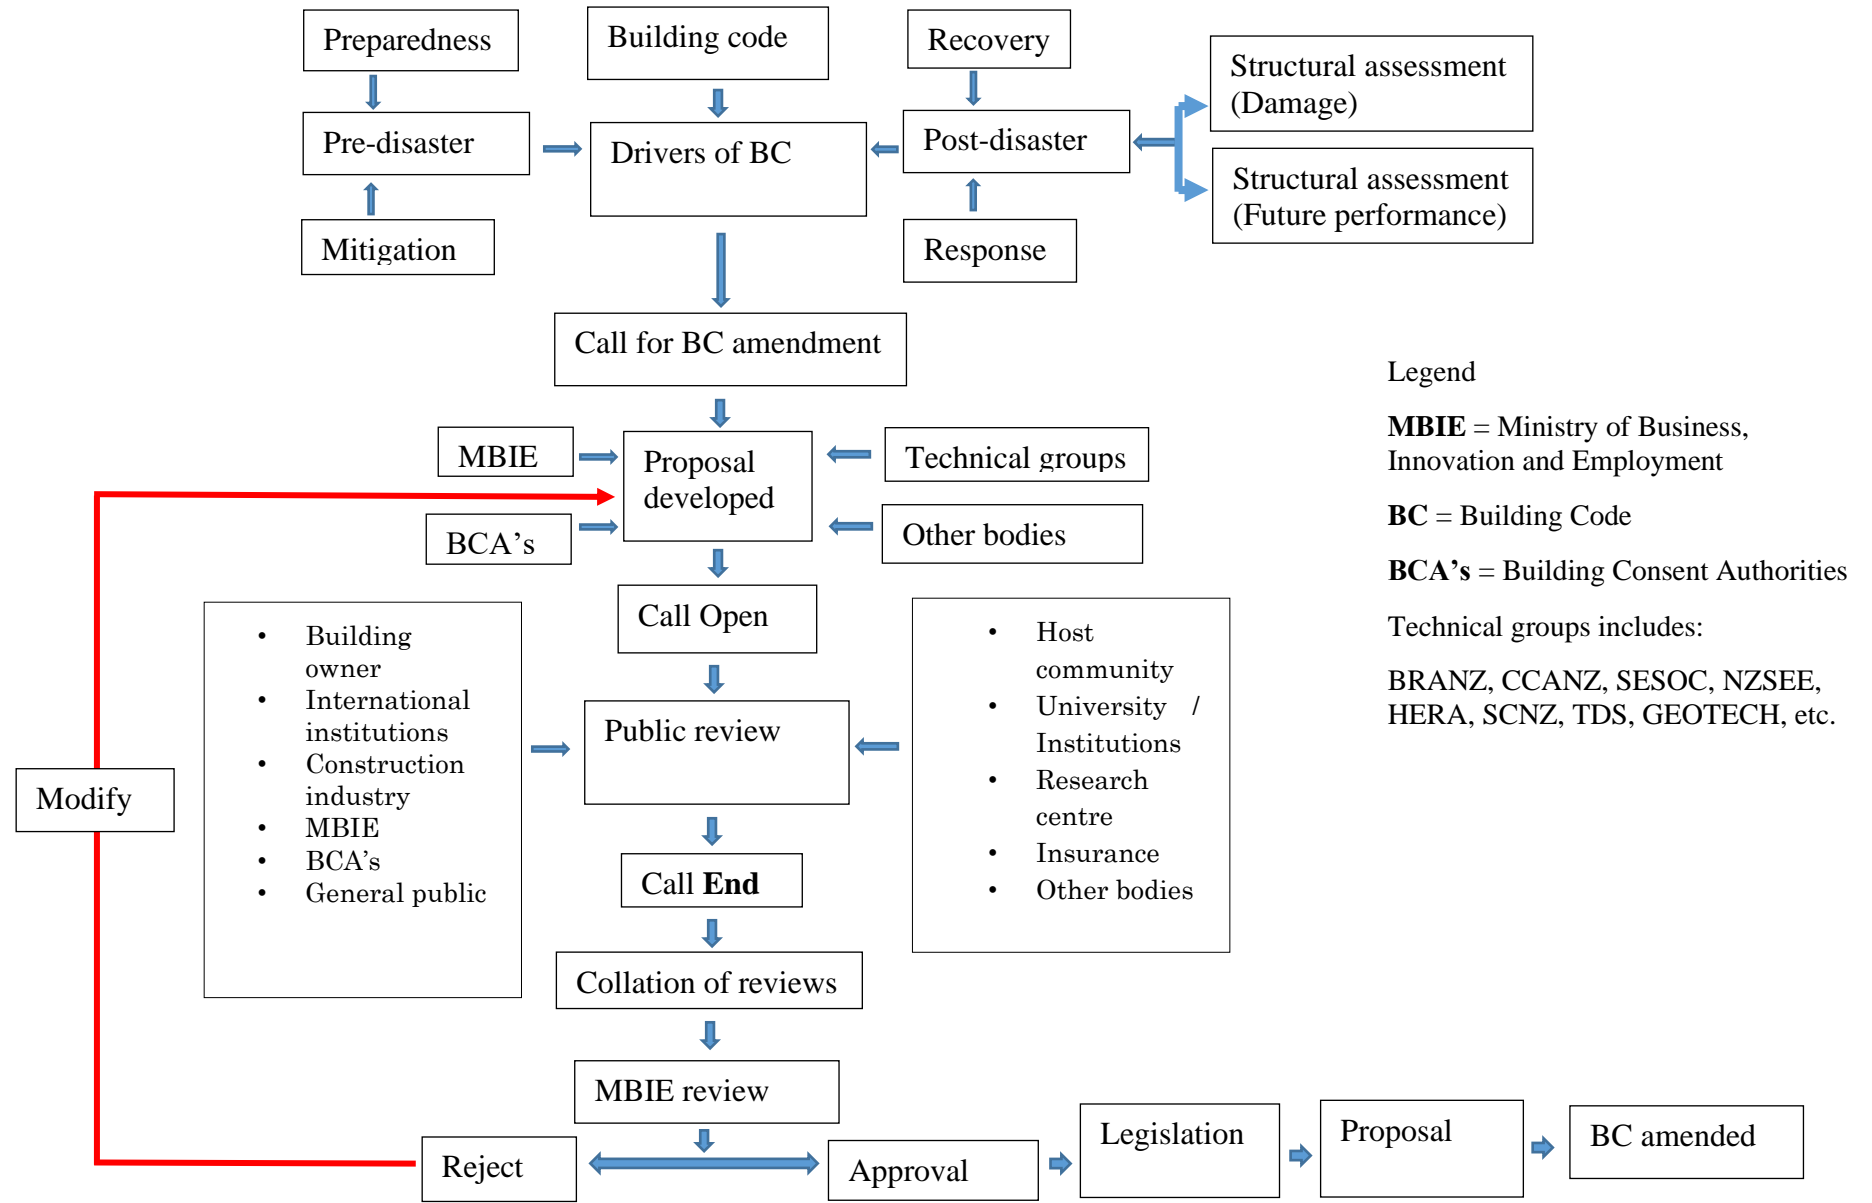 Preparedness
Building code
Recovery
Structural assessment
(Damage)
Pre-disaster
Drivers of BC
Post-disaster
Structural assessment
(Future performance)
Mitigation
Response
Call for BC amendment
MBIE
Proposal
developed
Technical groups
BCA's
Other bodies
Call Open
• Building
owner
• International
institutions
• Construction
industry
• MBIE
• BCA's
• General public
Public review
• Host
community
• University /
Institutions
• Research
centre
• Insurance
• Other bodies
Modify
Call End
Collation of reviews
MBIE review
Reject
Approval
Legislation
Proposal
BC amended
Legend
MBIE = Ministry of Business,
Innovation and Employment
BC = Building Code
BCA's = Building Consent Authorities
Technical groups includes:
BRANZ, CCANZ, SESOC, NZSEE,
HERA, SCNZ, TDS, GEOTECH, etc.